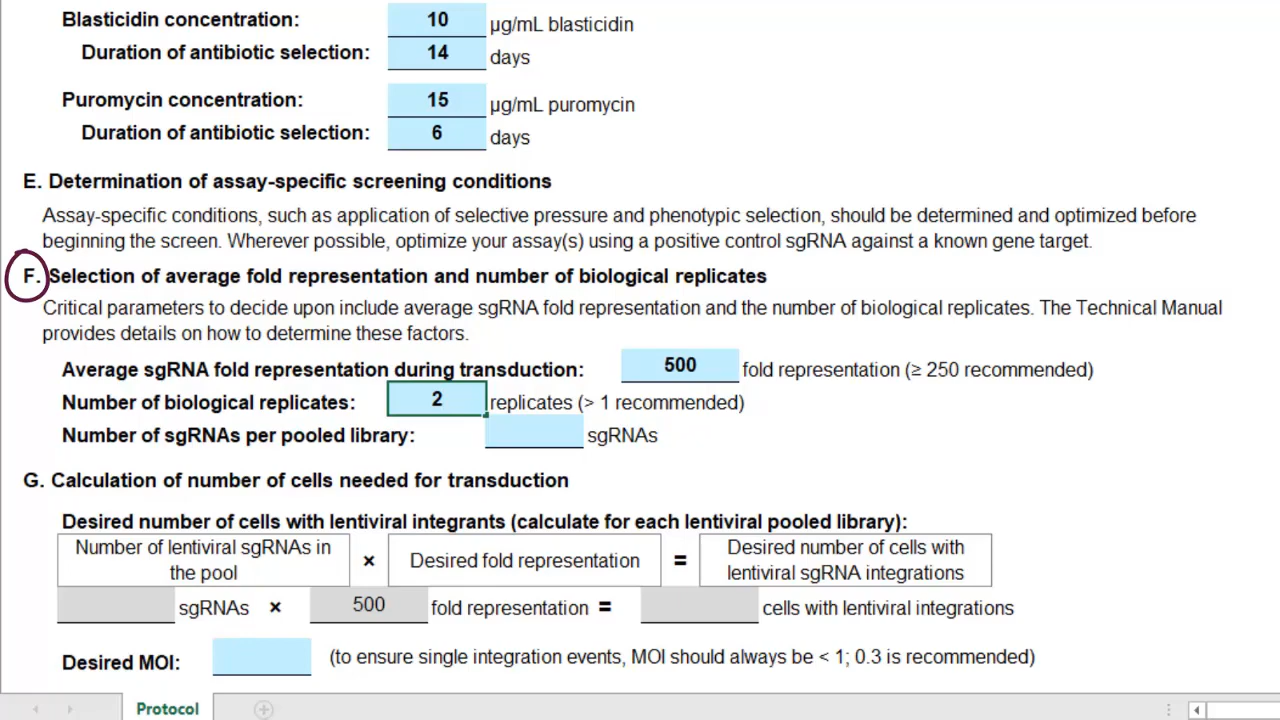 Blasticidin concentration: 10 µg/mL blasticidin
Duration of antibiotic selection: 14 days
Puromycin concentration: 15 µg/mL puromycin
Duration of antibiotic selection: 6 days
E. Determination of assay-specific screening conditions
Assay-specific conditions, such as application of selective pressure and phenotypic selection, should be determined and optimized before
beginning the screen. Wherever possible, optimize your assay(s) using a positive control sgRNA against a known gene target.
F. Selection of average fold representation and number of biological replicates
Critical parameters to decide upon include average sgRNA fold representation and the number of biological replicates. The Technical Manual
provides details on how to determine these factors.
Average sgRNA fold representation during transduction: 500 fold representation (≥ 250 recommended)
Number of biological replicates: 2 replicates (> 1 recommended)
Number of sgRNAs per pooled library: sgRNAs
G. Calculation of number of cells needed for transduction
Desired number of cells with lentiviral integrants (calculate for each lentiviral pooled library):
Number of lentiviral sgRNAs in
the pool
× Desired fold representation =
Desired number of cells with
lentiviral sgRNA integrations
sgRNAs × 500 fold representation = cells with lentiviral integrations
Desired MOI: (to ensure single integration events, MOI should always be < 1; 0.3 is recommended)
Protocol